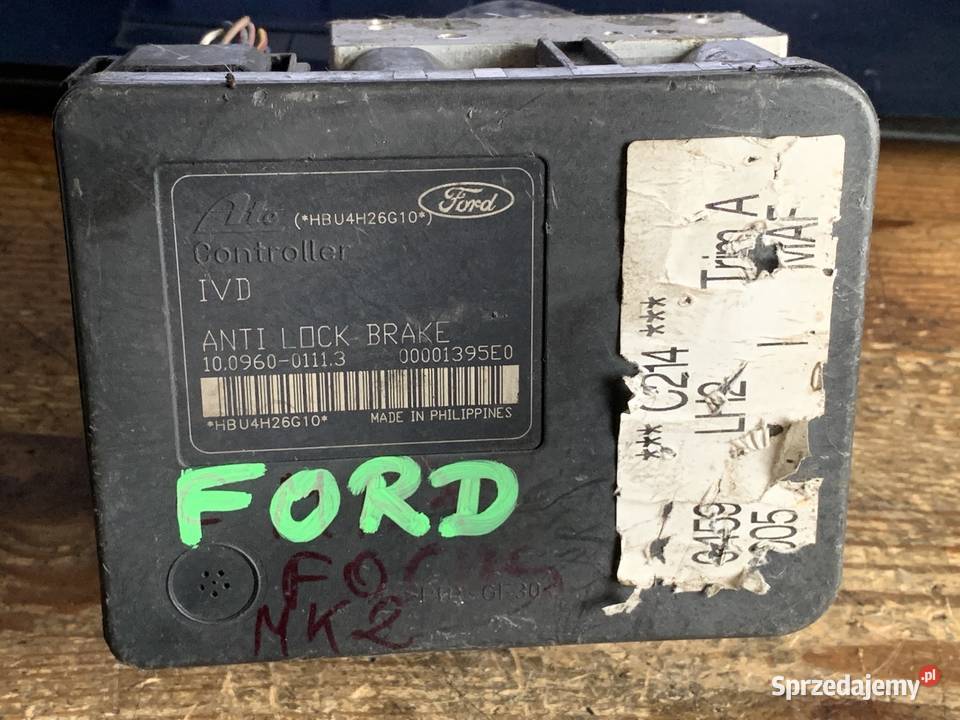 Ate (*HBU4H26G10*) Ford
Controller
IVD
ANTI LOCK BRAKE
10.0960-0111.3 00001395E0
*HBU4H26G10*
MADE IN PHILIPPINES
FORD
FOCUS
MK2
GF30
*** C214 *** Trim A
LH2 | MAF
Sprzedajemy.pl